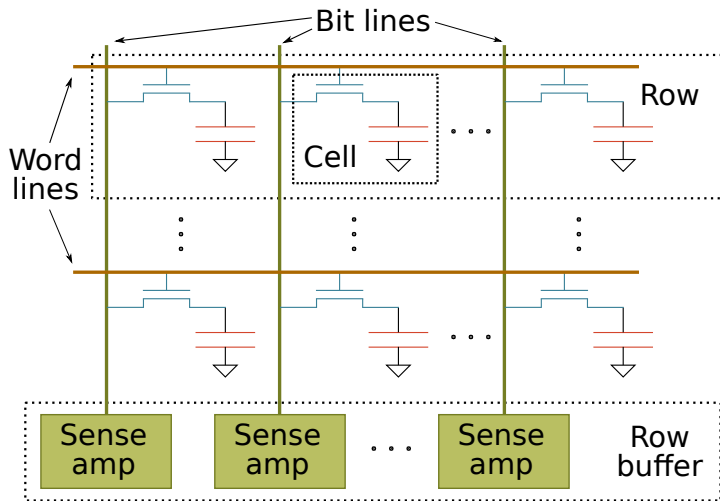 Bit lines
Row
Cell
Word
lines
Sense
amp
Sense
amp
Sense
amp
Row
buffer